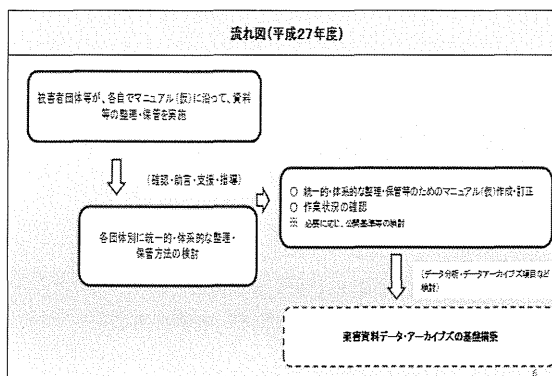 流れ図(平成27年度)
被害者団体等が、各自でマニュアル(仮)に沿って、資料
等の整理・保管を実施
(確認・助言・支援・指導)
○ 統一的・体系的な整理・保管等のためのマニュアル(仮)作成・訂正
○ 作業状況の確認
※ 必要に応じ、公開基準等の検討
各団体別に統一的・体系的な整理・
保管方法の検討
(データ分析・データアーカイブズ項目など
検討)
薬害資料データ・アーカイブズの基盤構築
6